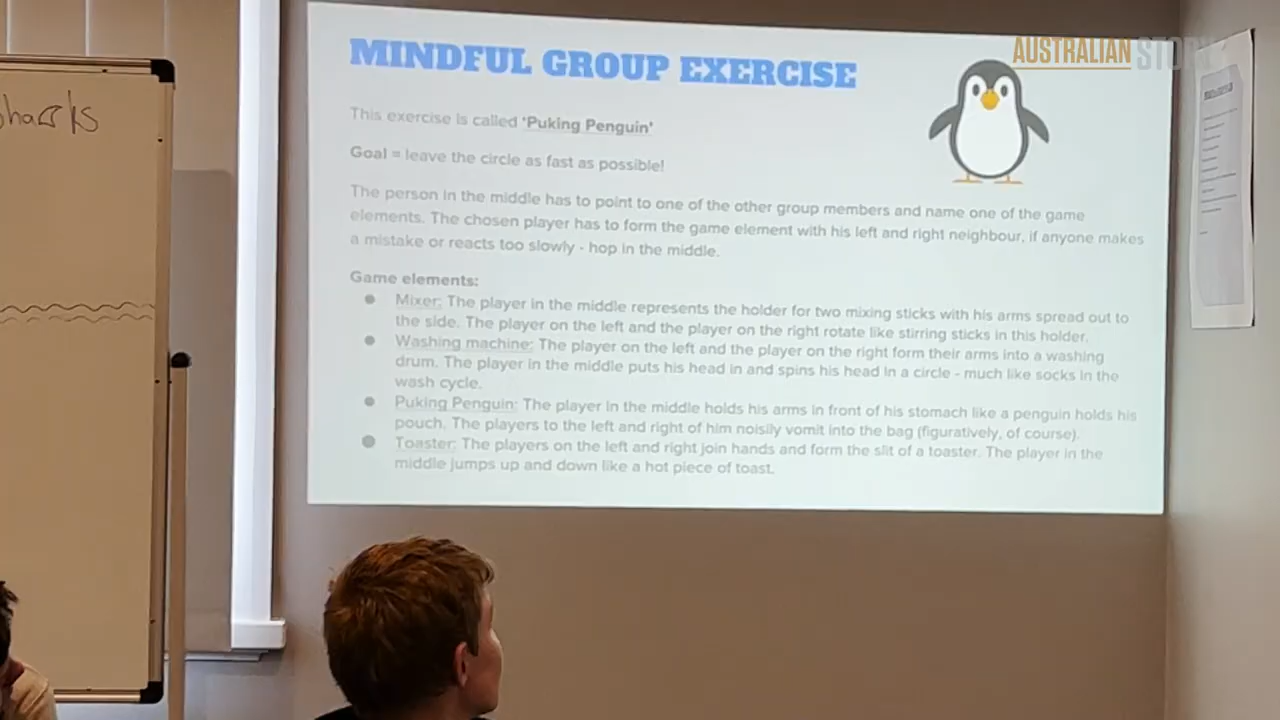 AUSTRALIAN STORY
sharks
MINDFUL GROUP EXERCISE
This exercise is called 'Puking Penguin'
Goal = leave the circle as fast as possible!
The person in the middle has to point to one of the other group members and name one of the game
elements. The chosen player has to form the game element with his left and right neighbour, if anyone makes
a mistake or reacts too slowly - hop in the middle.
Game elements:
Mixer: The player in the middle represents the holder for two mixing sticks with his arms spread out to
the side. The player on the left and the player on the right rotate like stirring sticks in this holder.
Washing machine: The player on the left and the player on the right form their arms into a washing
drum. The player in the middle puts his head in and spins his head in a circle - much like socks in the
wash cycle.
Puking Penguin: The player in the middle holds his arms in front of his stomach like a penguin holds his
pouch. The players to the left and right of him noisily vomit into the bag (figuratively, of course).
Toaster: The players on the left and right join hands and form the slit of a toaster. The player in the
middle jumps up and down like a hot piece of toast.